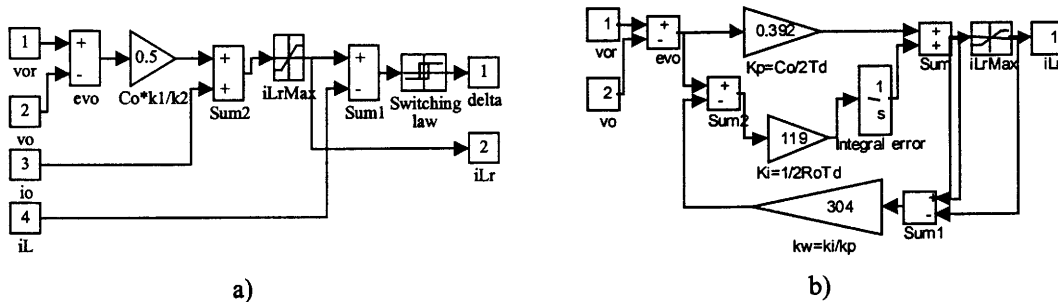 1
vor
+
-
evo
0.5
Co*k1/k2
+
+
Sum2
iLrMax
+
-
Sum1
Switching
law
1
delta
2
vo
3
io
4
iL
2
iLr
a)
1
vor
2
vo
+
-
evo
0.392
Kp=Co/2Td
+
+
Sum
iLrMax
1
iLr
+
-
Sum2
119
Ki=1/2RoTd
1
s
Integral error
304
kw=ki/kp
+
-
Sum1
b)